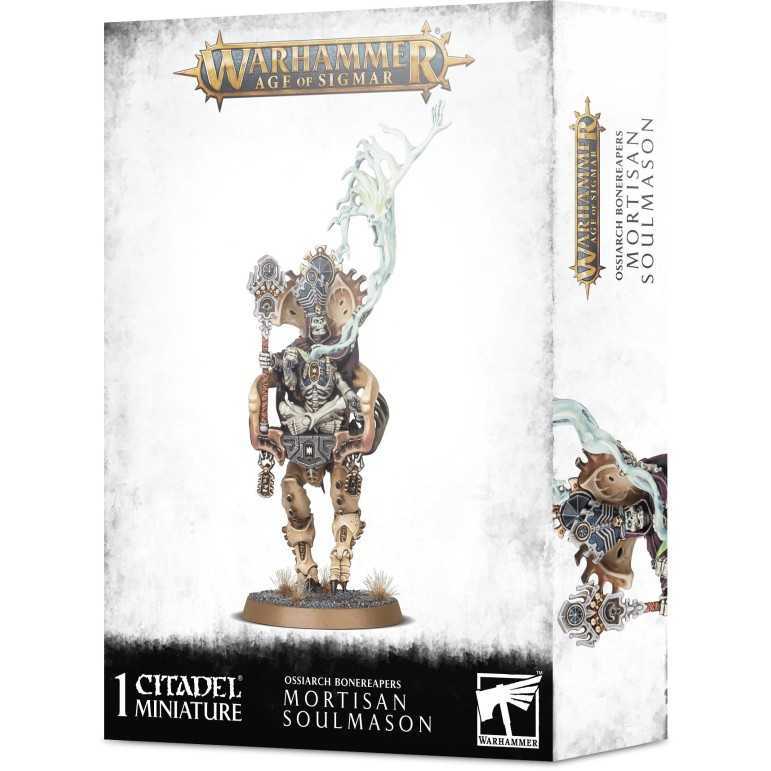 WARHAMMER
AGE OF SIGMAR
1 CITADEL
MINIATURE
OSSIARCH BONEREAPERS
MORTISAN
SOULMASON
™
WARHAMMER
WARHAMMER
AGE OF SIGMAR
OSSIARCH BONEREAPERS
MORTISAN
SOULMASON